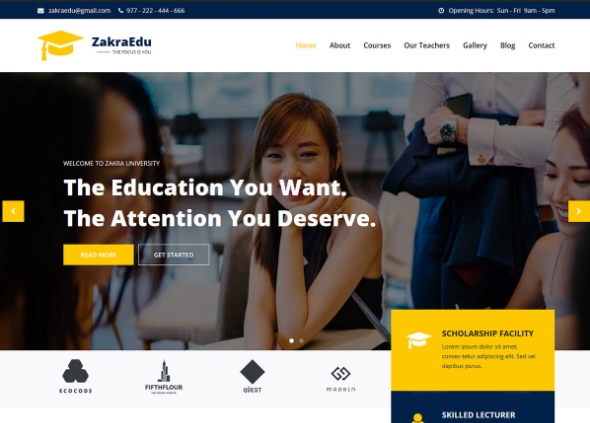 zakraedu@gmail.com 977 - 222 - 444 - 666 Opening Hours: Sun - Fri 9am - 5pm
ZakraEdu
THE FOCUS IS YOU
Home About Courses Our Teachers Gallery Blog Contact
WELCOME TO ZAKRA UNIVERSITY
The Education You Want.
The Attention You Deserve.
READ MORE GET STARTED
SCHOLARSHIP FACILITY
Lorem ipsum dolor sit amet,
consec-tetur adipiscing elit. Sed vel
dapibus purus.
ECOCODE FIFTHFLOUR QÜEST MODEIN
SKILLED LECTURER